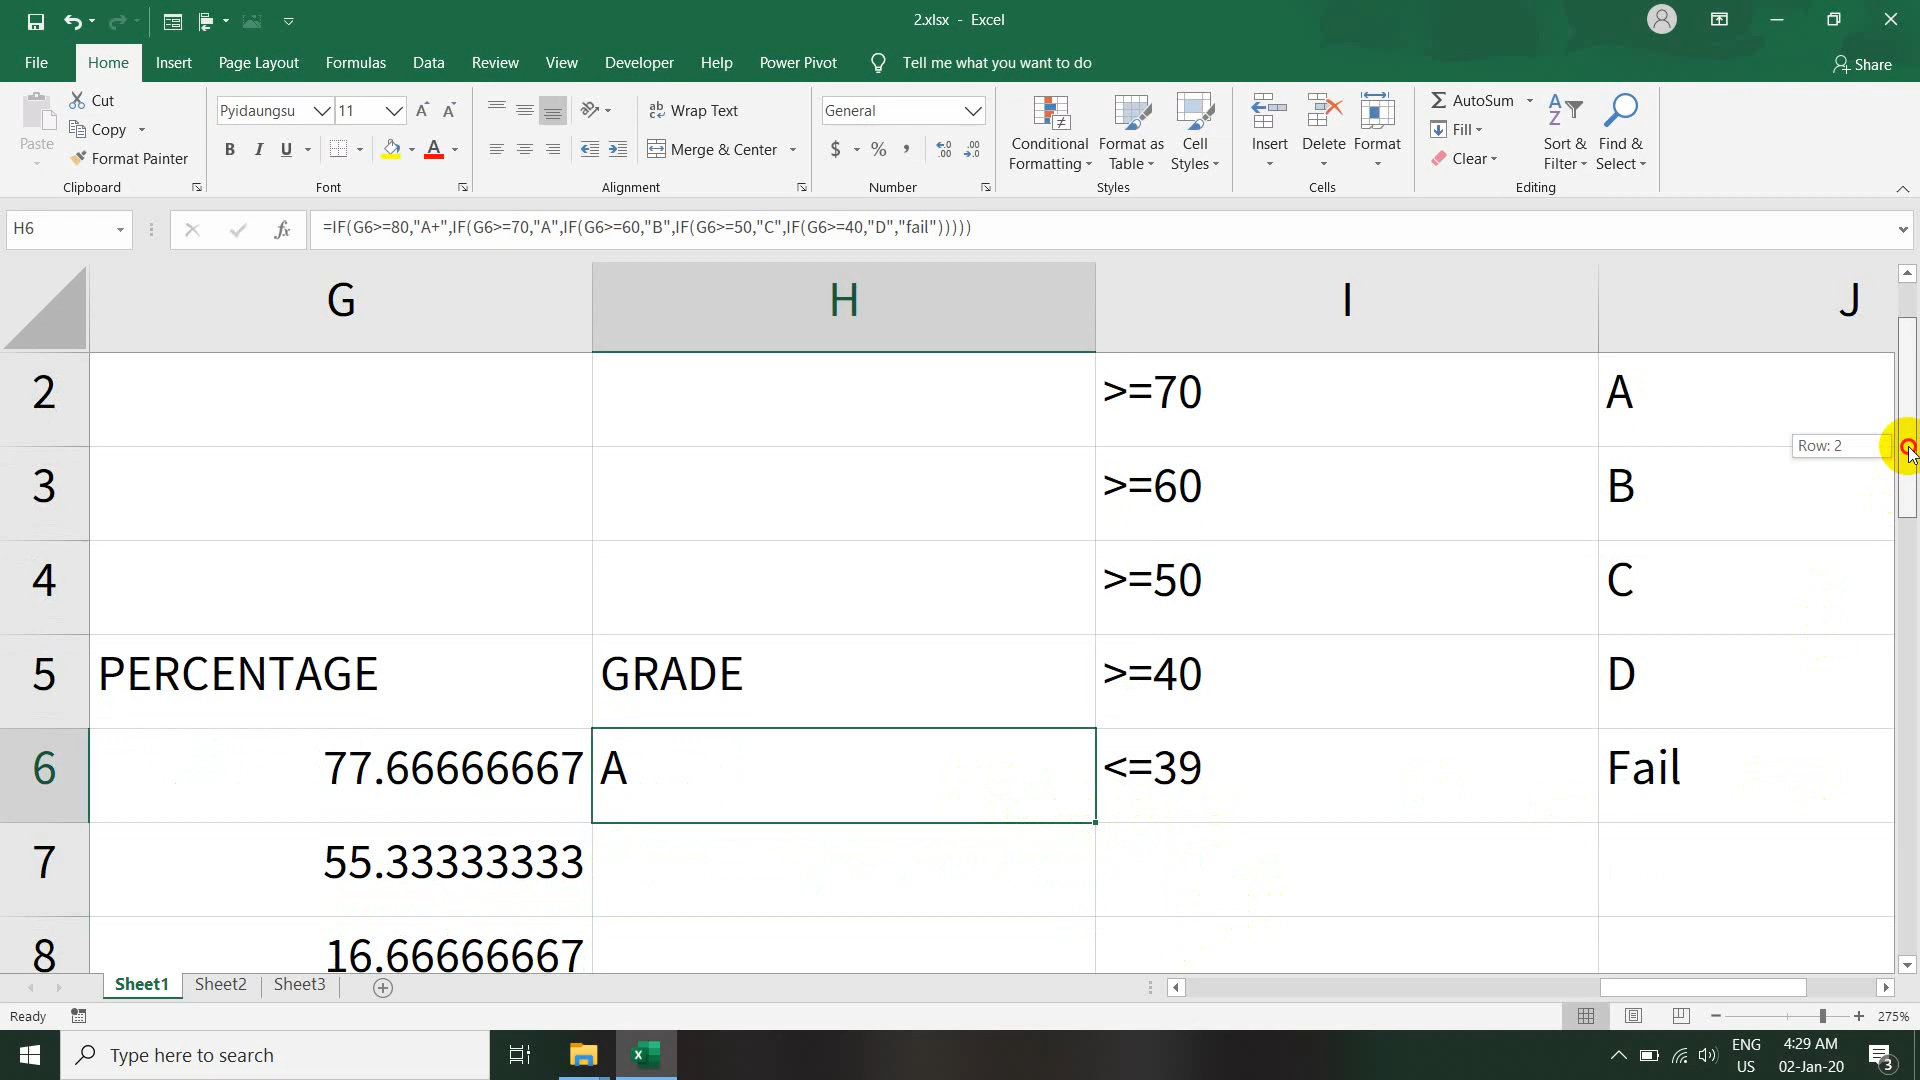 2.xlsx - Excel
File Home Insert Page Layout Formulas Data Review View Developer Help Power Pivot Tell me what you want to do Share
Paste
Cut
Copy
Format Painter
Clipboard
Pyidaungsu 11
B I U
Font
Wrap Text
Merge & Center
Alignment
General
$ % ,
Number
Conditional
Formatting
Format as
Table
Cell
Styles
Styles
Insert
Delete
Format
Cells
AutoSum
Fill
Clear
Sort &
Filter
Find &
Select
Editing
H6
fx
=IF(G6>=80,"A+",IF(G6>=70,"A",IF(G6>=60,"B",IF(G6>=50,"C",IF(G6>=40,"D","fail")))))
G H I J
2 >=70 A
Row: 2
3 >=60 B
4 >=50 C
5 PERCENTAGE GRADE >=40 D
6 77.66666667 A <=39 Fail
7 55.33333333
8 16.66666667
Sheet1 Sheet2 Sheet3
Ready
275%
Type here to search
ENG
US
4:29 AM
02-Jan-20
3